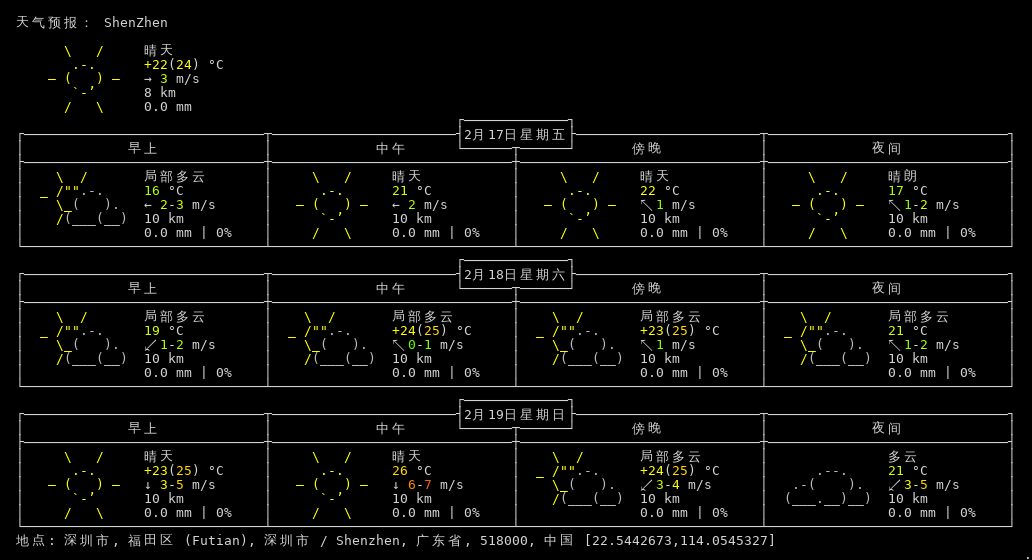 天气预报： ShenZhen
晴天
+22(24) °C
→ 3 m/s
8 km
0.0 mm
2月17日星期五
早上 中午 傍晚 夜间
局部多云 晴天 晴天 晴朗
16 °C 21 °C 22 °C 17 °C
← 2-3 m/s ← 2 m/s ↖ 1 m/s ↖ 1-2 m/s
10 km 10 km 10 km 10 km
0.0 mm | 0% 0.0 mm | 0% 0.0 mm | 0% 0.0 mm | 0%
2月18日星期六
早上 中午 傍晚 夜间
局部多云 局部多云 局部多云 局部多云
19 °C +24(25) °C +23(25) °C 21 °C
↙ 1-2 m/s ↖ 0-1 m/s ↖ 1 m/s ↖ 1-2 m/s
10 km 10 km 10 km 10 km
0.0 mm | 0% 0.0 mm | 0% 0.0 mm | 0% 0.0 mm | 0%
2月19日星期日
早上 中午 傍晚 夜间
晴天 晴天 局部多云 多云
+23(25) °C 26 °C +24(25) °C 21 °C
↓ 3-5 m/s ↓ 6-7 m/s ↙ 3-4 m/s ↙ 3-5 m/s
10 km 10 km 10 km 10 km
0.0 mm | 0% 0.0 mm | 0% 0.0 mm | 0% 0.0 mm | 0%
地点: 深圳市, 福田区 (Futian), 深圳市 / Shenzhen, 广东省, 518000, 中国 [22.5442673,114.0545327]